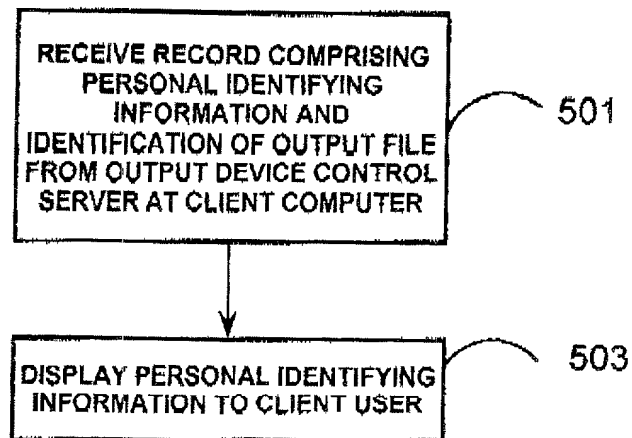 RECEIVE RECORD COMPRISING
PERSONAL IDENTIFYING
INFORMATION AND
IDENTIFICATION OF OUTPUT FILE
FROM OUTPUT DEVICE CONTROL
SERVER AT CLIENT COMPUTER
501
DISPLAY PERSONAL IDENTIFYING
INFORMATION TO CLIENT USER
503